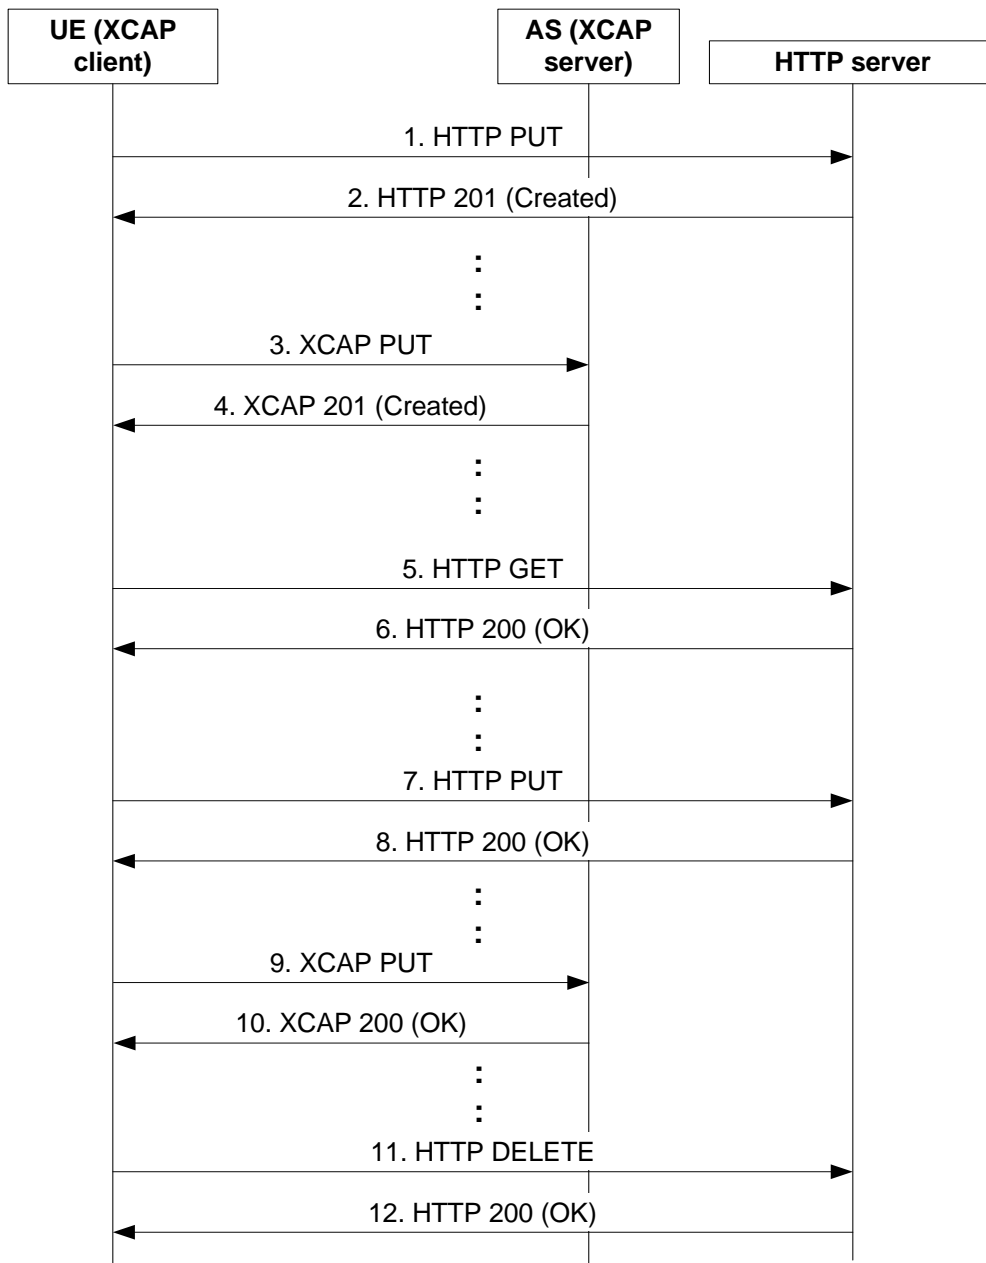 UE (XCAP
client)
AS (XCAP
server)
HTTP server
1. HTTP PUT
2. HTTP 201 (Created)
:
:
3. XCAP PUT
4. XCAP 201 (Created)
:
:
5. HTTP GET
6. HTTP 200 (OK)
:
:
7. HTTP PUT
8. HTTP 200 (OK)
:
:
9. XCAP PUT
10. XCAP 200 (OK)
:
:
11. HTTP DELETE
12. HTTP 200 (OK)